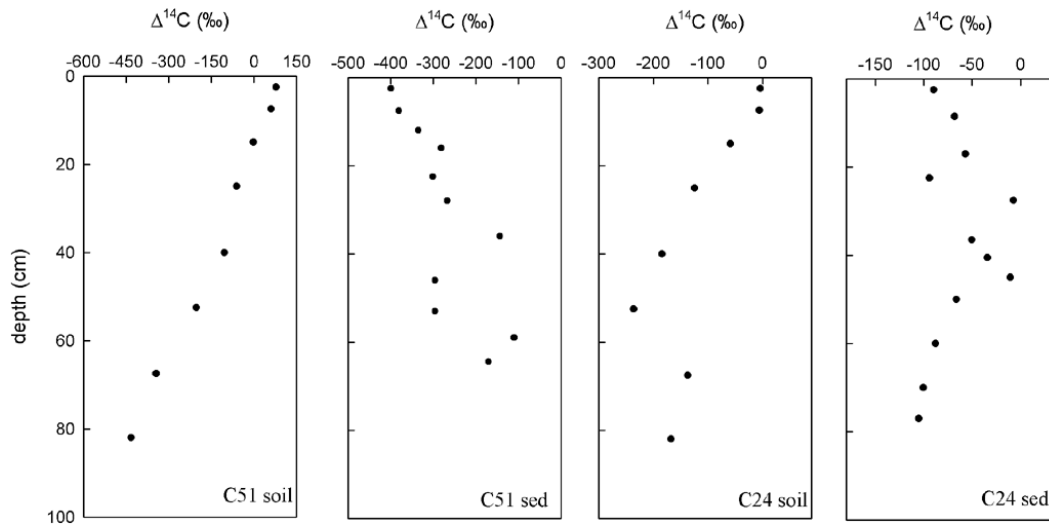 Δ¹⁴C (‰) Δ¹⁴C (‰) Δ¹⁴C (‰) Δ¹⁴C (‰)
-600 -450 -300 -150 0 150 -500 -400 -300 -200 -100 0 -300 -200 -100 0 -150 -100 -50 0
0
20
40
depth (cm)
60
80
C51 soil C51 sed C24 soil C24 sed
100